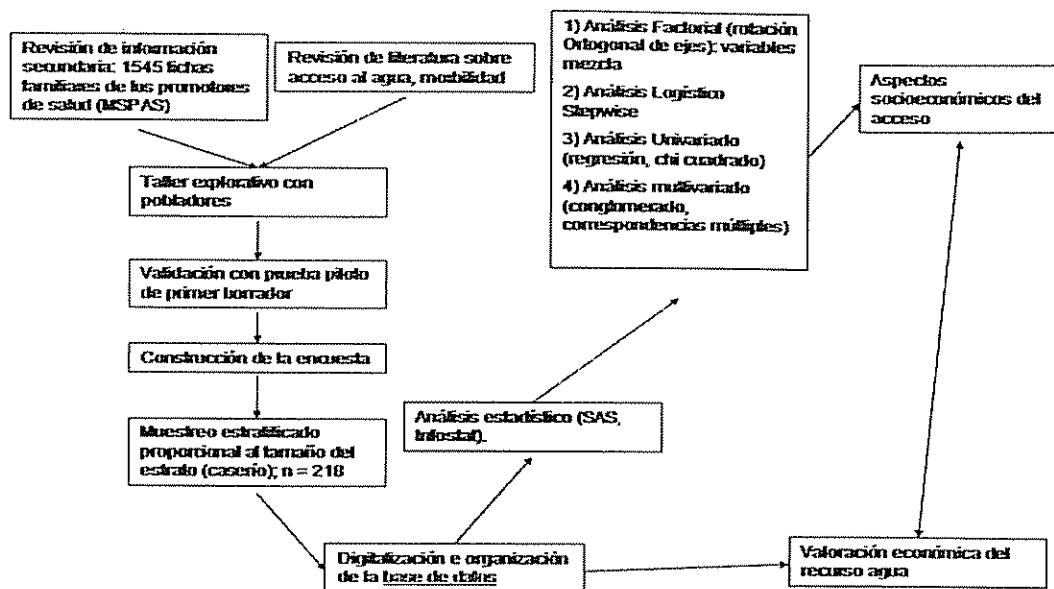 Revisión de información
secundaria: 1545 fichas
familiares de los promotores
de salud (MSPAS)
Revisión de literatura sobre
acceso al agua, morbilidad
Taller explorativo con
pobladores
Validación con prueba piloto
de primer borrador
Construcción de la encuesta
Muestreo estratificado
proporcional al tamaño del
estrato (caserío); n = 218
Digitalización e organización
de la base de datos
Análisis estadístico (SAS,
Infostat).
1) Análisis Factorial (rotación
Ortogonal de ejes): variables
mezcla
2) Análisis Logístico
Stepwise
3) Análisis Univariado
(regresión, chi cuadrado)
4) Análisis multivariado
(conglomerado,
correspondencias múltiples)
Aspectos
socioeconómicos del
acceso
Valoración económica del
recurso agua